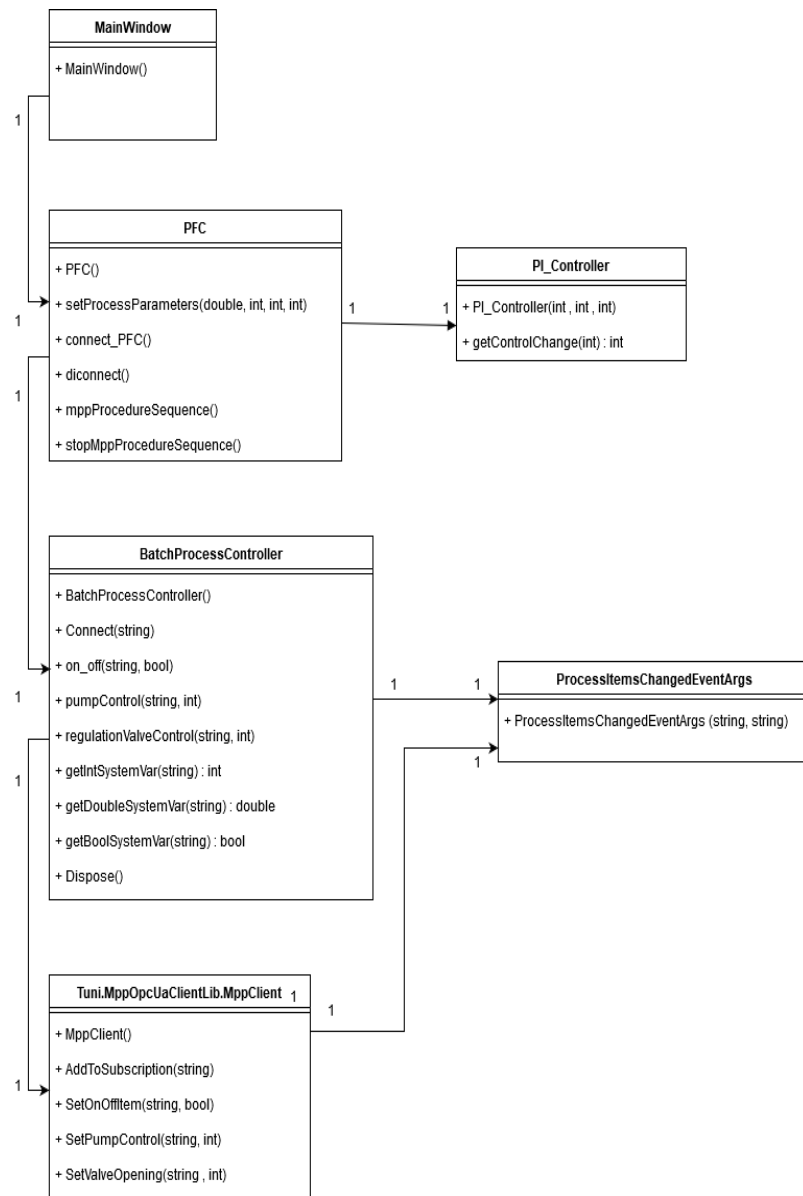 MainWindow
+ MainWindow()
1
PFC
+ PFC()
+ setProcessParameters(double, int, int, int)
1
+ connect_PFC()
1
+ diconnect()
+ mppProcedureSequence()
+ stopMppProcedureSequence()
1
1
PI_Controller
+ PI_Controller(int , int , int)
+ getControlChange(int) : int
BatchProcessController
+ BatchProcessController()
+ Connect(string)
+ on_off(string, bool)
1
+ pumpControl(string, int)
+ regulationValveControl(string, int)
1
+ getIntSystemVar(string) : int
+ getDoubleSystemVar(string) : double
+ getBoolSystemVar(string) : bool
+ Dispose()
1
1
ProcessItemsChangedEventArgs
+ ProcessItemsChangedEventArgs (string, string)
1
Tuni.MppOpcUaClientLib.MppClient
1
1
+ MppClient()
+ AddToSubscription(string)
1
+ SetOnOffItem(string, bool)
+ SetPumpControl(string, int)
+ SetValveOpening(string , int)